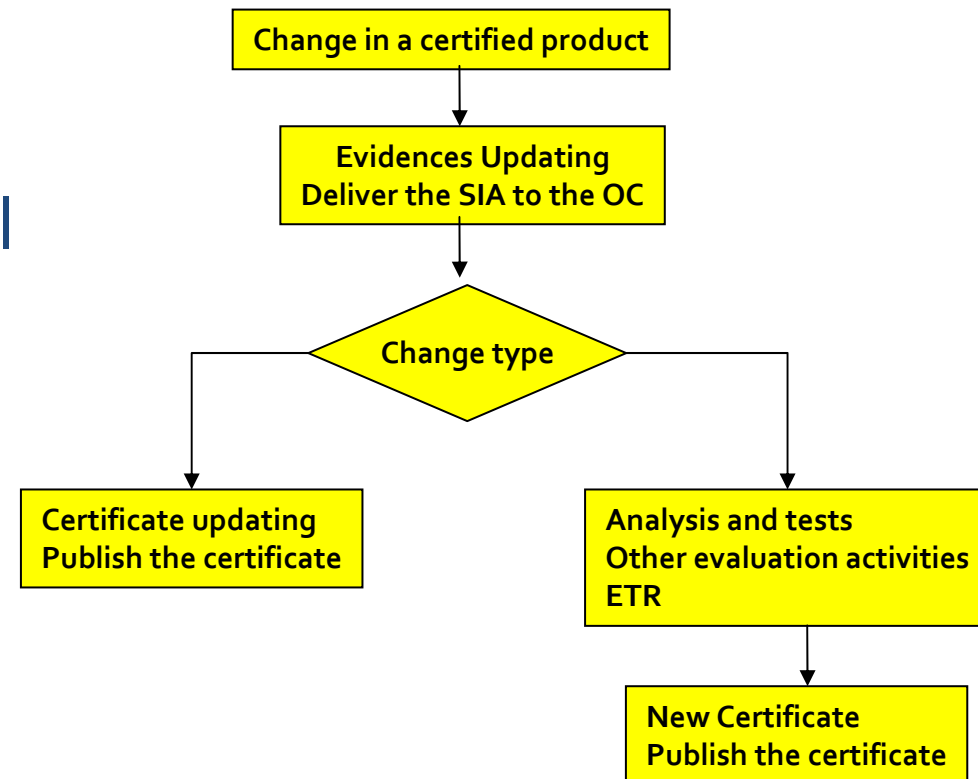 Change in a certified product
Evidences Updating
Deliver the SIA to the OC
Change type
Certificate updating
Publish the certificate
Analysis and tests
Other evaluation activities
ETR
New Certificate
Publish the certificate